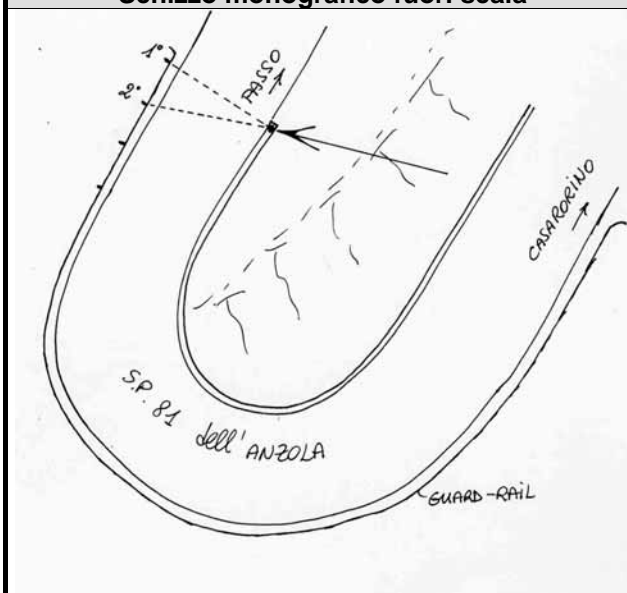 Schizzo monografico fuori scala
1°
2°
PASSO
CASARORINO
S.P. 81 dell'ANZOLA
GUARD-RAIL